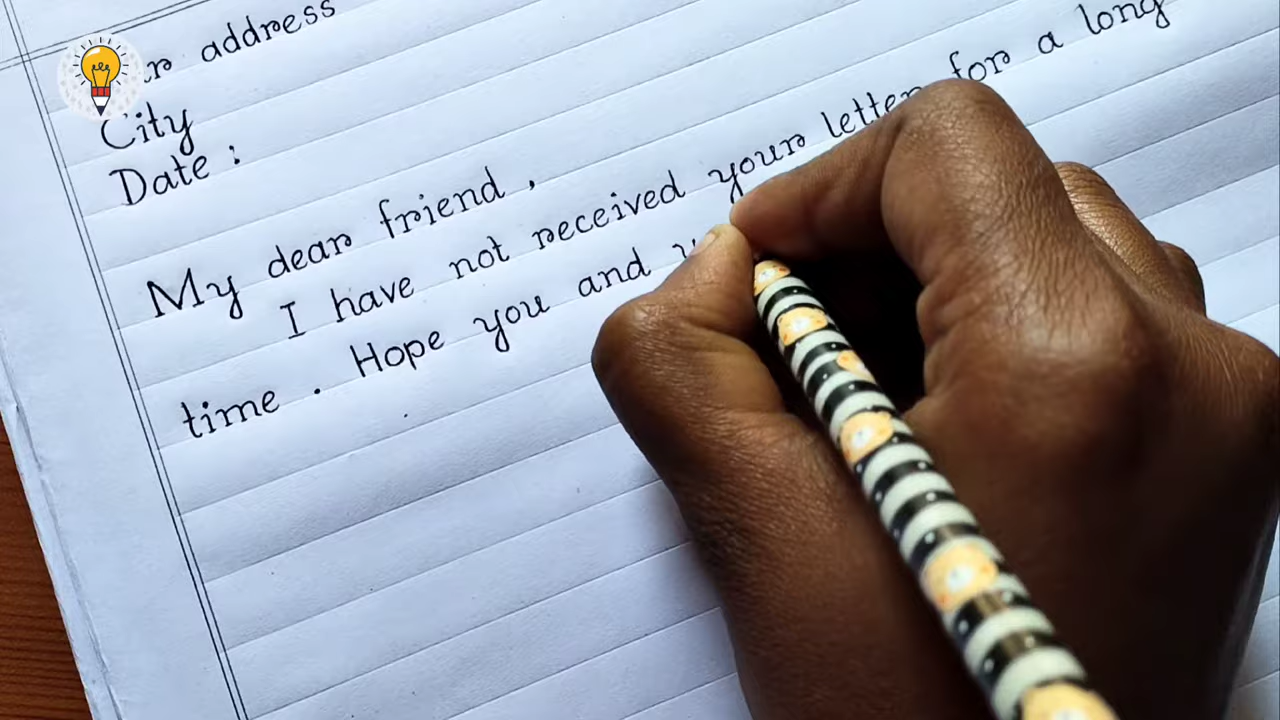 address
City
Date :
My dear friend ,
I have not received your letter for a long
time . Hope you and